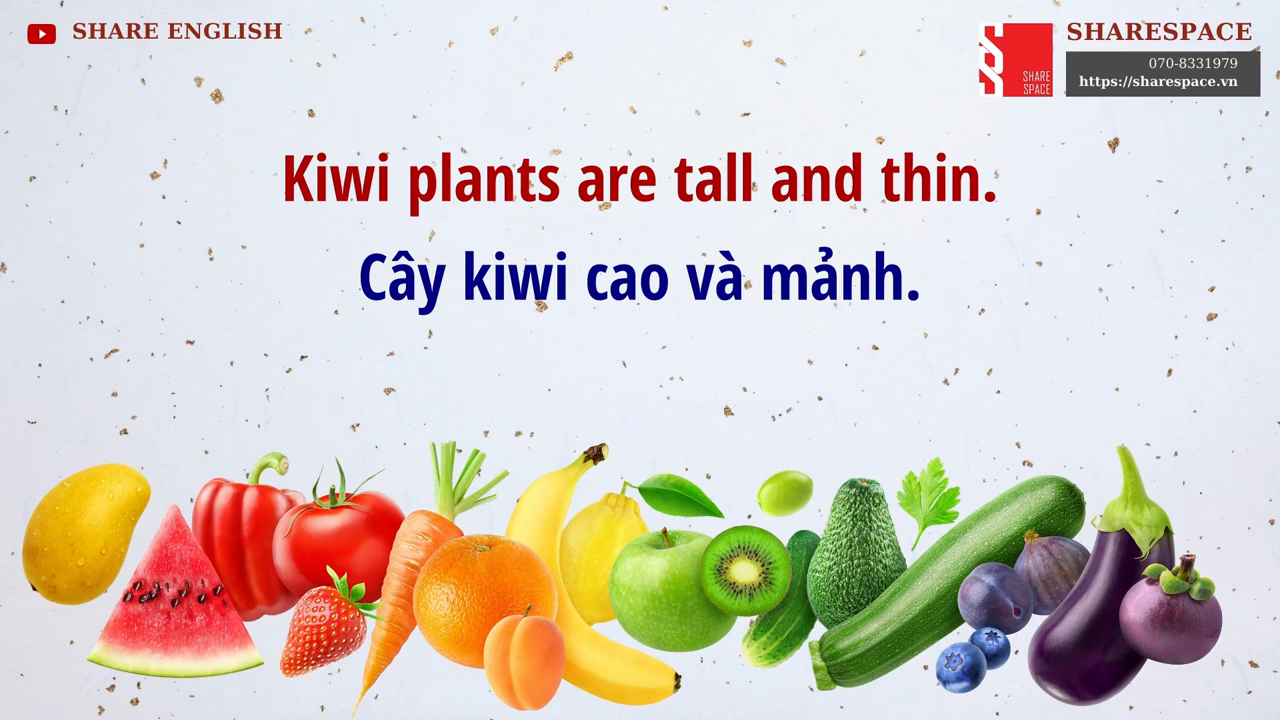 SHARE ENGLISH
SHARESPACE
SHARE
SPACE
070-8331979
https://sharespace.vn
Kiwi plants are tall and thin.
Cây kiwi cao và mảnh.